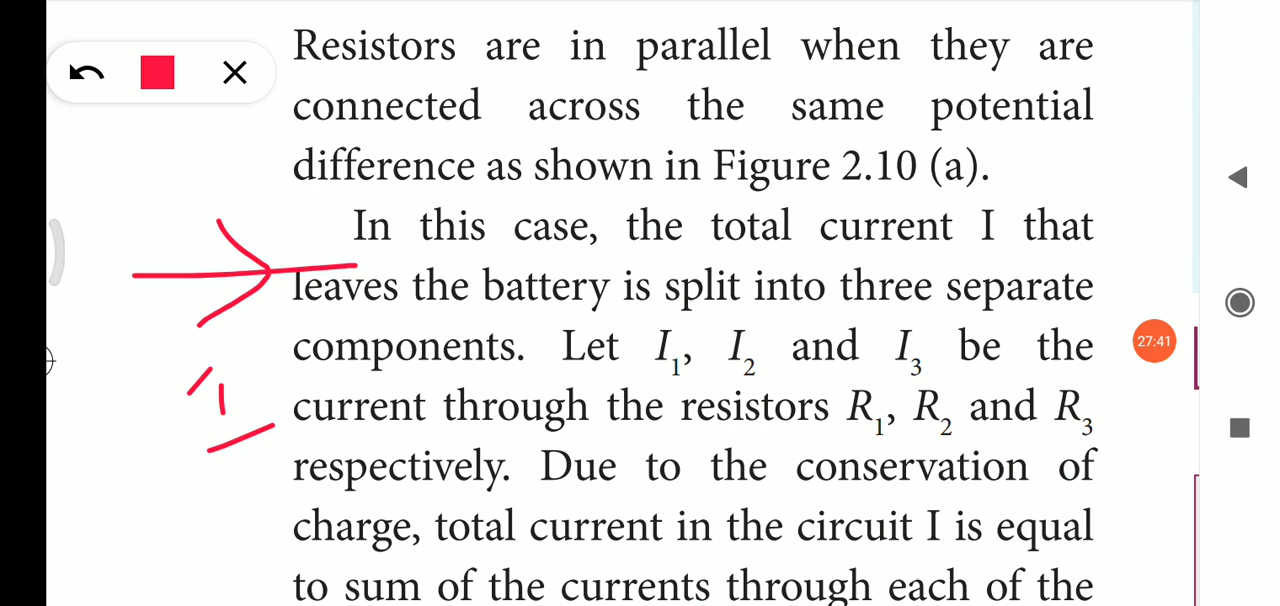 Resistors are in parallel when they are
connected across the same potential
difference as shown in Figure 2.10 (a).
In this case, the total current I that
leaves the battery is split into three separate
components. Let I₁, I₂ and I₃ be the
27:41
current through the resistors R₁, R₂ and R₃
respectively. Due to the conservation of
charge, total current in the circuit I is equal
to sum of the currents through each of the